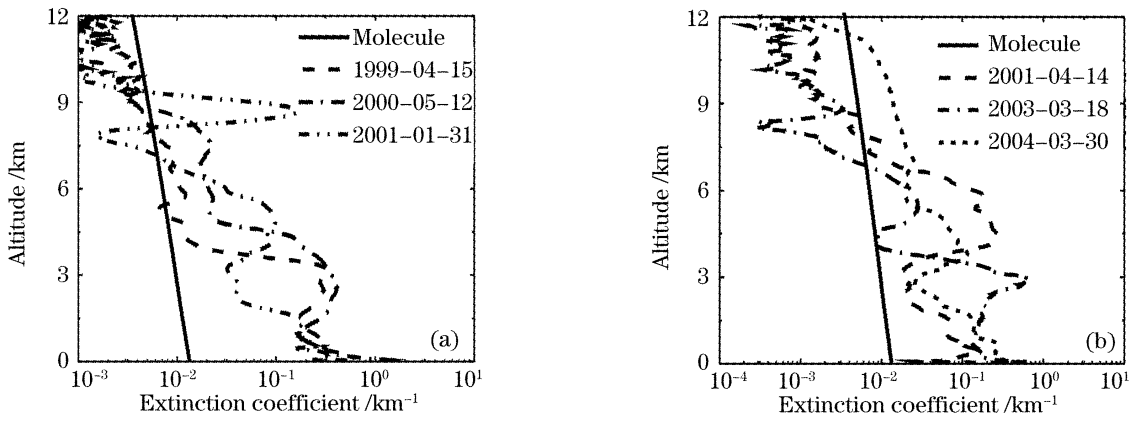 12
9
6
3
0
Altitude /km
Molecule
1999-04-15
2000-05-12
2001-01-31
(a)
10⁻³ 10⁻² 10⁻¹ 10⁰ 10¹
Extinction coefficient /km⁻¹
12
9
6
3
0
Altitude /km
Molecule
2001-04-14
2003-03-18
2004-03-30
(b)
10⁻⁴ 10⁻³ 10⁻² 10⁻¹ 10⁰ 10¹
Extinction coefficient /km⁻¹